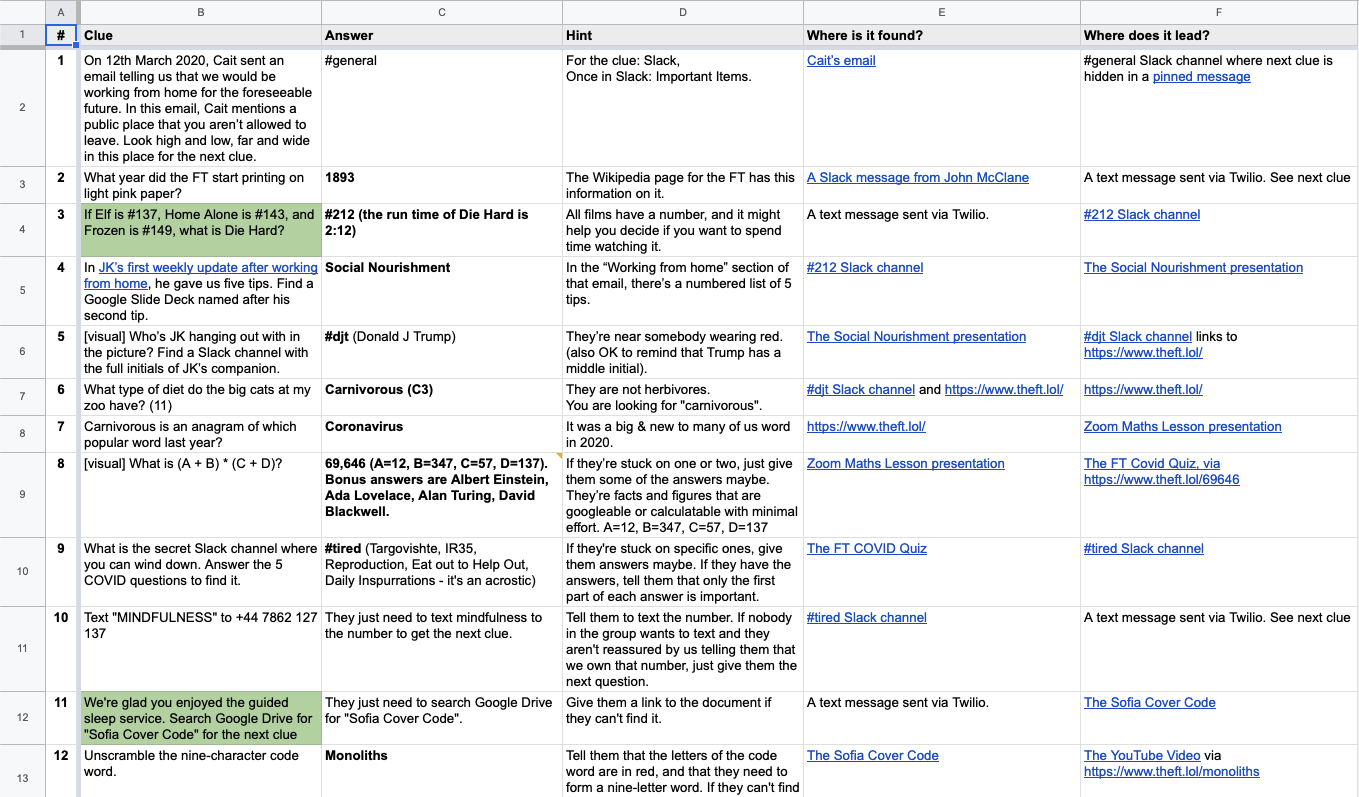 A B C D E F
1 # Clue Answer Hint Where is it found? Where does it lead?
2
1
On 12th March 2020, Cait sent an
email telling us that we would be
working from home for the foreseeable
future. In this email, Cait mentions a
public place that you aren't allowed to
leave. Look high and low, far and wide
in this place for the next clue.
#general
For the clue: Slack,
Once in Slack: Important Items.
Cait's email
#general Slack channel where next clue is
hidden in a pinned message
3
2
What year did the FT start printing on
light pink paper?
1893
The Wikipedia page for the FT has this
information on it.
A Slack message from John McClane
A text message sent via Twilio. See next clue
4
3
If Elf is #137, Home Alone is #143, and
Frozen is #149, what is Die Hard?
#212 (the run time of Die Hard is
2:12)
All films have a number, and it might
help you decide if you want to spend
time watching it.
A text message sent via Twilio.
#212 Slack channel
5
4
In JK's first weekly update after working
from home, he gave us five tips. Find a
Google Slide Deck named after his
second tip.
Social Nourishment
In the “Working from home” section of
that email, there's a numbered list of 5
tips.
#212 Slack channel
The Social Nourishment presentation
6
5
[visual] Who's JK hanging out with in
the picture? Find a Slack channel with
the full initials of JK's companion.
#djt (Donald J Trump)
They're near somebody wearing red.
(also OK to remind that Trump has a
middle initial).
The Social Nourishment presentation
#djt Slack channel links to
https://www.theft.lol/
7
6
What type of diet do the big cats at my
zoo have? (11)
Carnivorous (C3)
They are not herbivores.
You are looking for "carnivorous".
#djt Slack channel and https://www.theft.lol/
https://www.theft.lol/
8
7
Carnivorous is an anagram of which
popular word last year?
Coronavirus
It was a big & new to many of us word
in 2020.
https://www.theft.lol/
Zoom Maths Lesson presentation
9
8
[visual] What is (A + B) * (C + D)?
69,646 (A=12, B=347, C=57, D=137).
Bonus answers are Albert Einstein,
Ada Lovelace, Alan Turing, David
Blackwell.
If they're stuck on one or two, just give
them some of the answers maybe.
They're facts and figures that are
googleable or calculatable with minimal
effort. A=12, B=347, C=57, D=137
Zoom Maths Lesson presentation
The FT Covid Quiz, via
https://www.theft.lol/69646
10
9
What is the secret Slack channel where
you can wind down. Answer the 5
COVID questions to find it.
#tired (Targovishte, IR35,
Reproduction, Eat out to Help Out,
Daily Inspurrations - it's an acrostic)
If they're stuck on specific ones, give
them answers maybe. If they have the
answers, tell them that only the first
part of each answer is important.
The FT COVID Quiz
#tired Slack channel
11
10
Text "MINDFULNESS" to +44 7862 127
137
They just need to text mindfulness to
the number to get the next clue.
Tell them to text the number. If nobody
in the group wants to text and they
aren't reassured by us telling them that
we own that number, just give them the
next question.
#tired Slack channel
A text message sent via Twilio. See next clue
12
11
We're glad you enjoyed the guided
sleep service. Search Google Drive for
"Sofia Cover Code" for the next clue
They just need to search Google Drive
for "Sofia Cover Code".
Give them a link to the document if
they can't find it.
A text message sent via Twilio.
The Sofia Cover Code
13
12
Unscramble the nine-character code
word.
Monoliths
Tell them that the letters of the code
word are in red, and that they need to
form a nine-letter word. If they can't find
The Sofia Cover Code
The YouTube Video via
https://www.theft.lol/monoliths